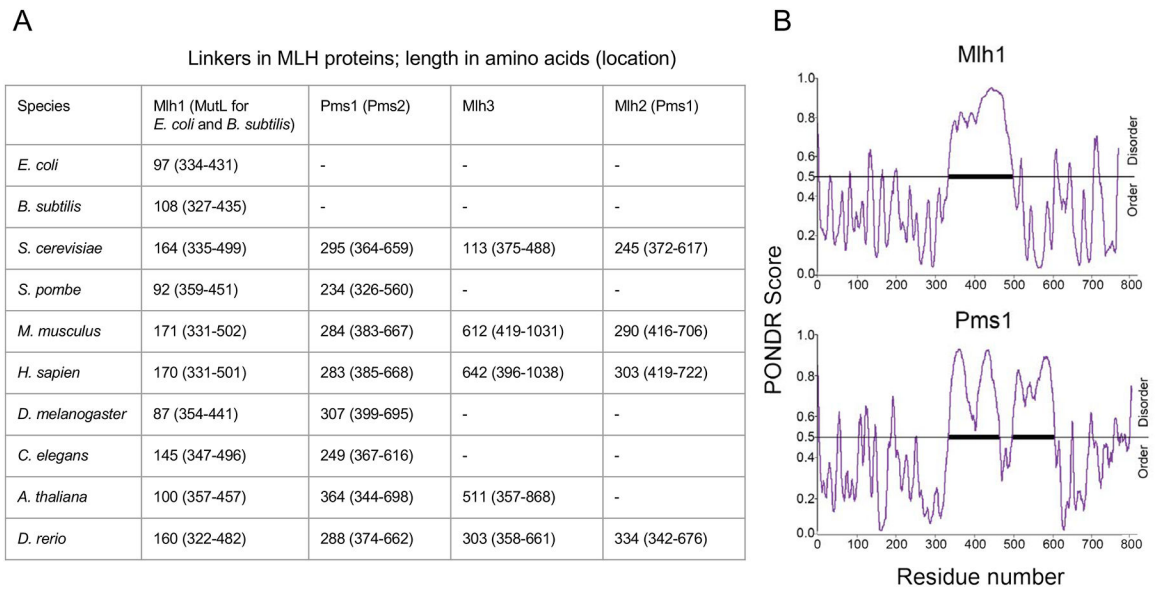 A
Linkers in MLH proteins; length in amino acids (location)
Species
Mlh1 (MutL for
E. coli and B. subtilis)
Pms1 (Pms2)
Mlh3
Mlh2 (Pms1)
E. coli 97 (334-431) - - -
B. subtilis 108 (327-435) - - -
S. cerevisiae 164 (335-499) 295 (364-659) 113 (375-488) 245 (372-617)
S. pombe 92 (359-451) 234 (326-560) - -
M. musculus 171 (331-502) 284 (383-667) 612 (419-1031) 290 (416-706)
H. sapien 170 (331-501) 283 (385-668) 642 (396-1038) 303 (419-722)
D. melanogaster 87 (354-441) 307 (399-695) - -
C. elegans 145 (347-496) 249 (367-616) - -
A. thaliana 100 (357-457) 364 (344-698) 511 (357-868) -
D. rerio 160 (322-482) 288 (374-662) 303 (358-661) 334 (342-676)
B
Mlh1
1.0
0.8
0.6
0.5
0.4
0.2
0.0
0 100 200 300 400 500 600 700 800
Disorder
Order
Pms1
1.0
0.8
0.6
0.5
0.4
0.2
0.0
0 100 200 300 400 500 600 700 800
Disorder
Order
PONDR Score
Residue number